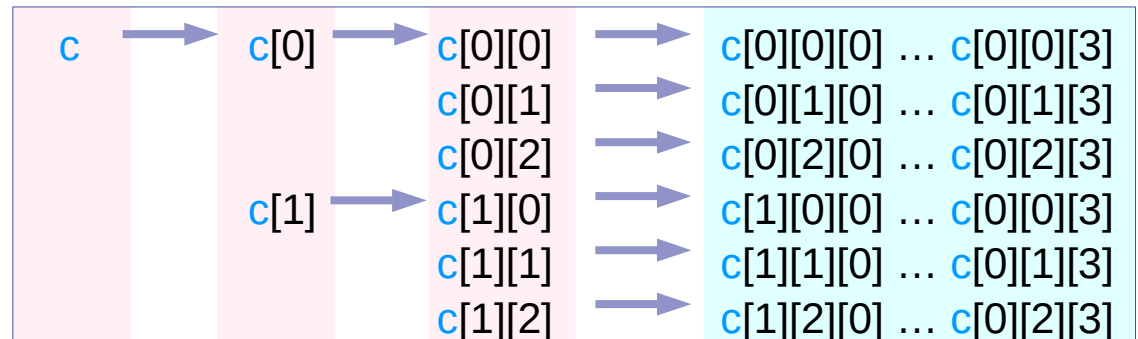 c c[0] c[0][0] c[0][0][0] … c[0][0][3]
c[0][1] c[0][1][0] … c[0][1][3]
c[0][2] c[0][2][0] … c[0][2][3]
c[1] c[1][0] c[1][0][0] … c[0][0][3]
c[1][1] c[1][1][0] … c[0][1][3]
c[1][2] c[1][2][0] … c[0][2][3]